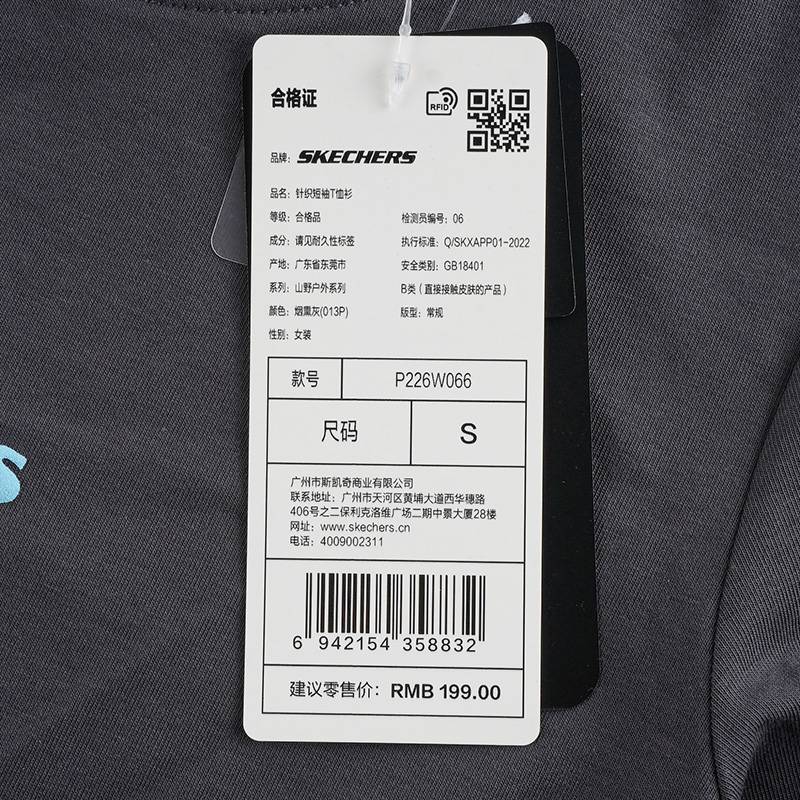 合格证
RFID
品牌: SKECHERS
品名: 针织短袖T恤衫
等级: 合格品 检测员编号: 06
成分: 请见耐久性标签 执行标准: Q/SKXAPP01-2022
产地: 广东省东莞市 安全类别: GB18401
系列: 山野户外系列 B类（直接接触皮肤的产品）
颜色: 烟熏灰(013P) 版型: 常规
性别: 女装
款号 P226W066
尺码 S
广州市斯凯奇商业有限公司
联系地址: 广州市天河区黄埔大道西华穗路
406号之二保利克洛维广场二期中景大厦28楼
网址: www.skechers.cn
电话: 4009002311
6 942154 358832
建议零售价: RMB 199.00
S